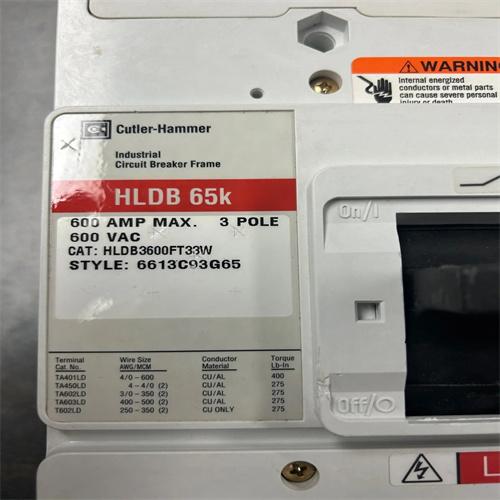 ⚠ WARNING
Internal energized
conductors or metal parts
can cause severe personal
injury or death
CH Cutler-Hammer
Industrial
Circuit Breaker Frame
HLDB 65k
600 AMP MAX. 3 POLE
600 VAC
CAT: HLDB3600FT33W
STYLE: 6613C93G65
On/I
Off/O
Terminal Wire Size Conductor Torque
Cat. No. AWG/MCM Material Lb-In
TA401LD 4/0 - 600 CU/AL 400
TA450LD 4 - 4/0 (2) CU/AL 275
TA602LD 3/0 - 350 (2) CU/AL 275
TA603LD 400 - 500 (2) CU/AL 275
T602LD 250 - 350 (2) CU ONLY 275